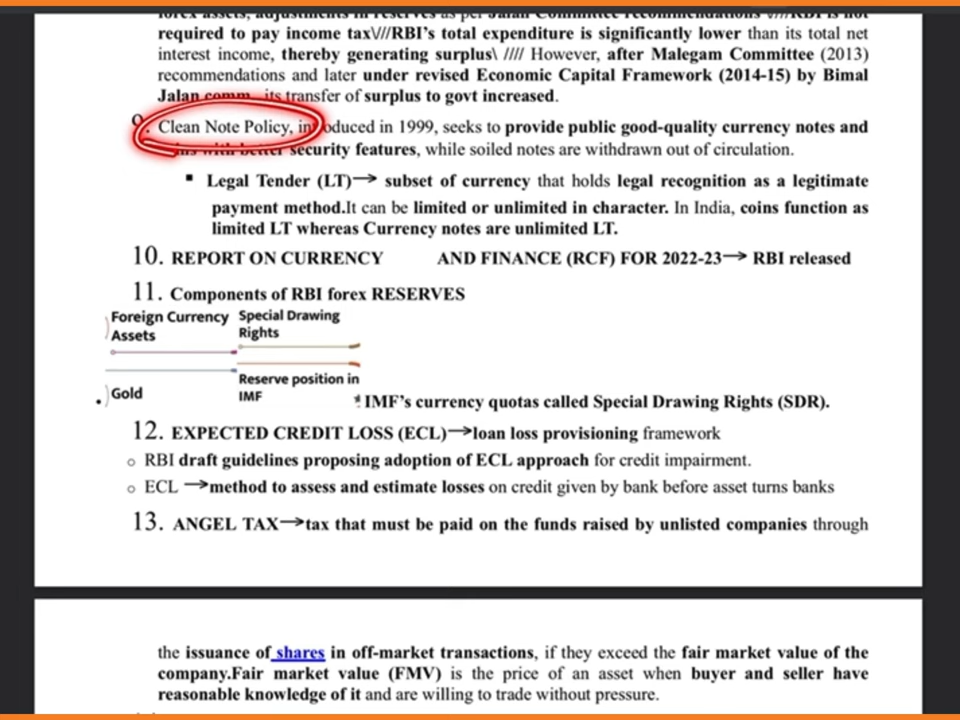 required to pay income tax\///RBI's total expenditure is significantly lower than its total net
interest income, thereby generating surplus\ //// However, after Malegam Committee (2013)
recommendations and later under revised Economic Capital Framework (2014-15) by Bimal
Jalan comm its transfer of surplus to govt increased.
Clean Note Policy, introduced in 1999, seeks to provide public good-quality currency notes and
with better security features, while soiled notes are withdrawn out of circulation.
▪ Legal Tender (LT)→ subset of currency that holds legal recognition as a legitimate
payment method.It can be limited or unlimited in character. In India, coins function as
limited LT whereas Currency notes are unlimited LT.
10. REPORT ON CURRENCY AND FINANCE (RCF) FOR 2022-23→ RBI released
11. Components of RBI forex RESERVES
Foreign Currency Assets
Special Drawing Rights
Gold
Reserve position in IMF
IMF's currency quotas called Special Drawing Rights (SDR).
12. EXPECTED CREDIT LOSS (ECL)→loan loss provisioning framework
o RBI draft guidelines proposing adoption of ECL approach for credit impairment.
o ECL →method to assess and estimate losses on credit given by bank before asset turns banks
13. ANGEL TAX→tax that must be paid on the funds raised by unlisted companies through
the issuance of shares in off-market transactions, if they exceed the fair market value of the
company.Fair market value (FMV) is the price of an asset when buyer and seller have
reasonable knowledge of it and are willing to trade without pressure.